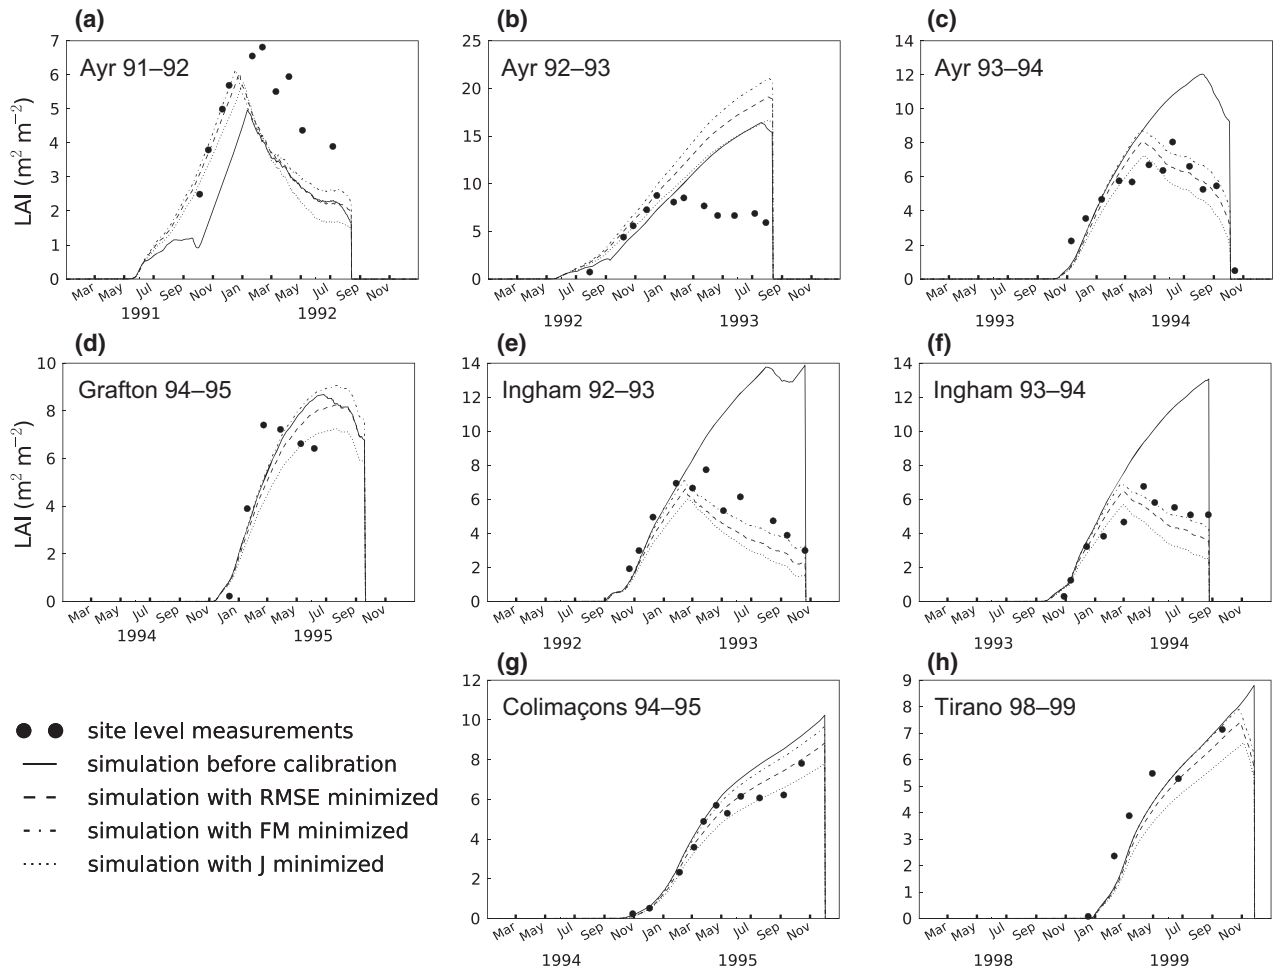 (a)
Ayr 91–92
LAI (m² m⁻²)
7
6
5
4
3
2
1
0
Mar May Jul Sep Nov Jan Mar May Jul Sep Nov
1991 1992
(b)
Ayr 92–93
25
20
15
10
5
0
Mar May Jul Sep Nov Jan Mar May Jul Sep Nov
1992 1993
(c)
Ayr 93–94
14
12
10
8
6
4
2
0
Mar May Jul Sep Nov Jan Mar May Jul Sep Nov
1993 1994
(d)
Grafton 94–95
LAI (m² m⁻²)
10
8
6
4
2
0
Mar May Jul Sep Nov Jan Mar May Jul Sep Nov
1994 1995
(e)
Ingham 92–93
14
12
10
8
6
4
2
0
Mar May Jul Sep Nov Jan Mar May Jul Sep Nov
1992 1993
(f)
Ingham 93–94
14
12
10
8
6
4
2
0
Mar May Jul Sep Nov Jan Mar May Jul Sep Nov
1993 1994
site level measurements
simulation before calibration
simulation with RMSE minimized
simulation with FM minimized
simulation with J minimized
(g)
Colimaçons 94–95
12
10
8
6
4
2
0
Mar May Jul Sep Nov Jan Mar May Jul Sep Nov
1994 1995
(h)
Tirano 98–99
9
8
7
6
5
4
3
2
1
0
Mar May Jul Sep Nov Jan Mar May Jul Sep Nov
1998 1999